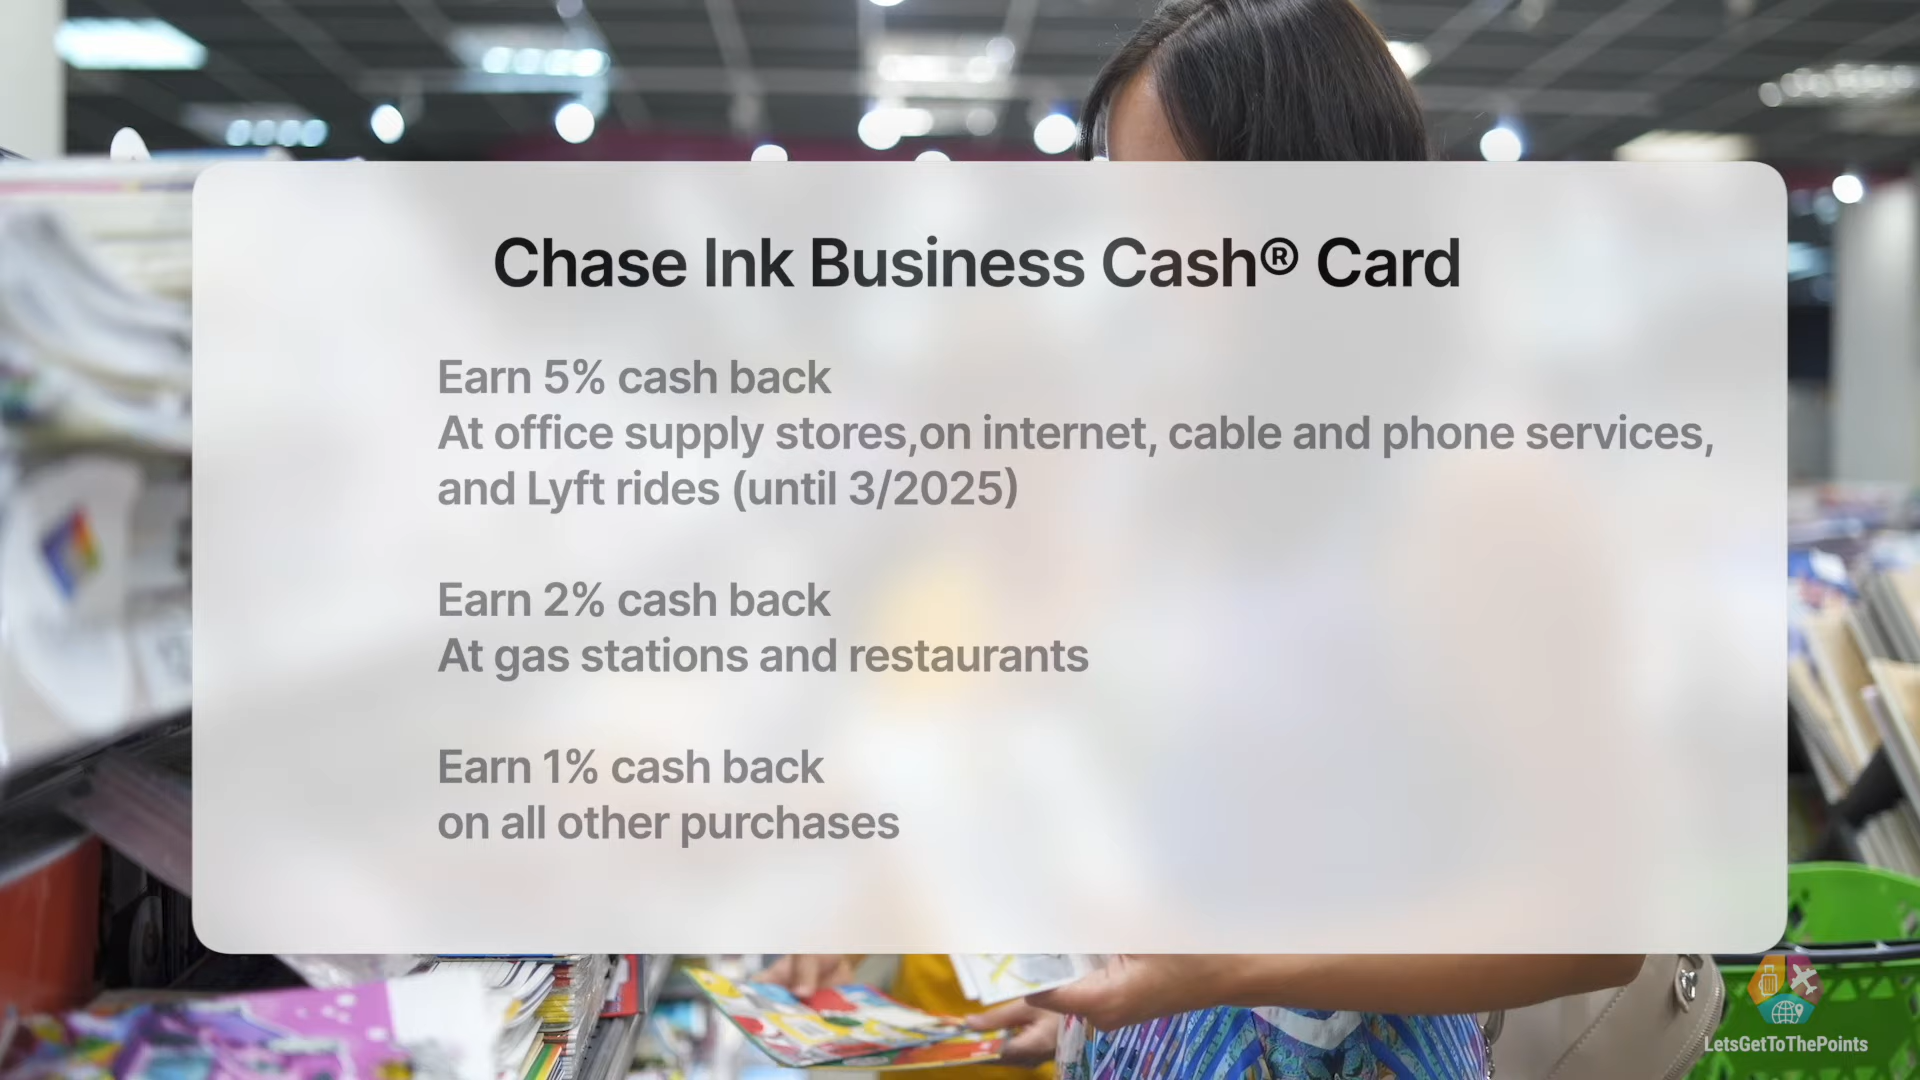 Chase Ink Business Cash® Card
Earn 5% cash back
At office supply stores,on internet, cable and phone services,
and Lyft rides (until 3/2025)
Earn 2% cash back
At gas stations and restaurants
Earn 1% cash back
on all other purchases
LetsGetToThePoints